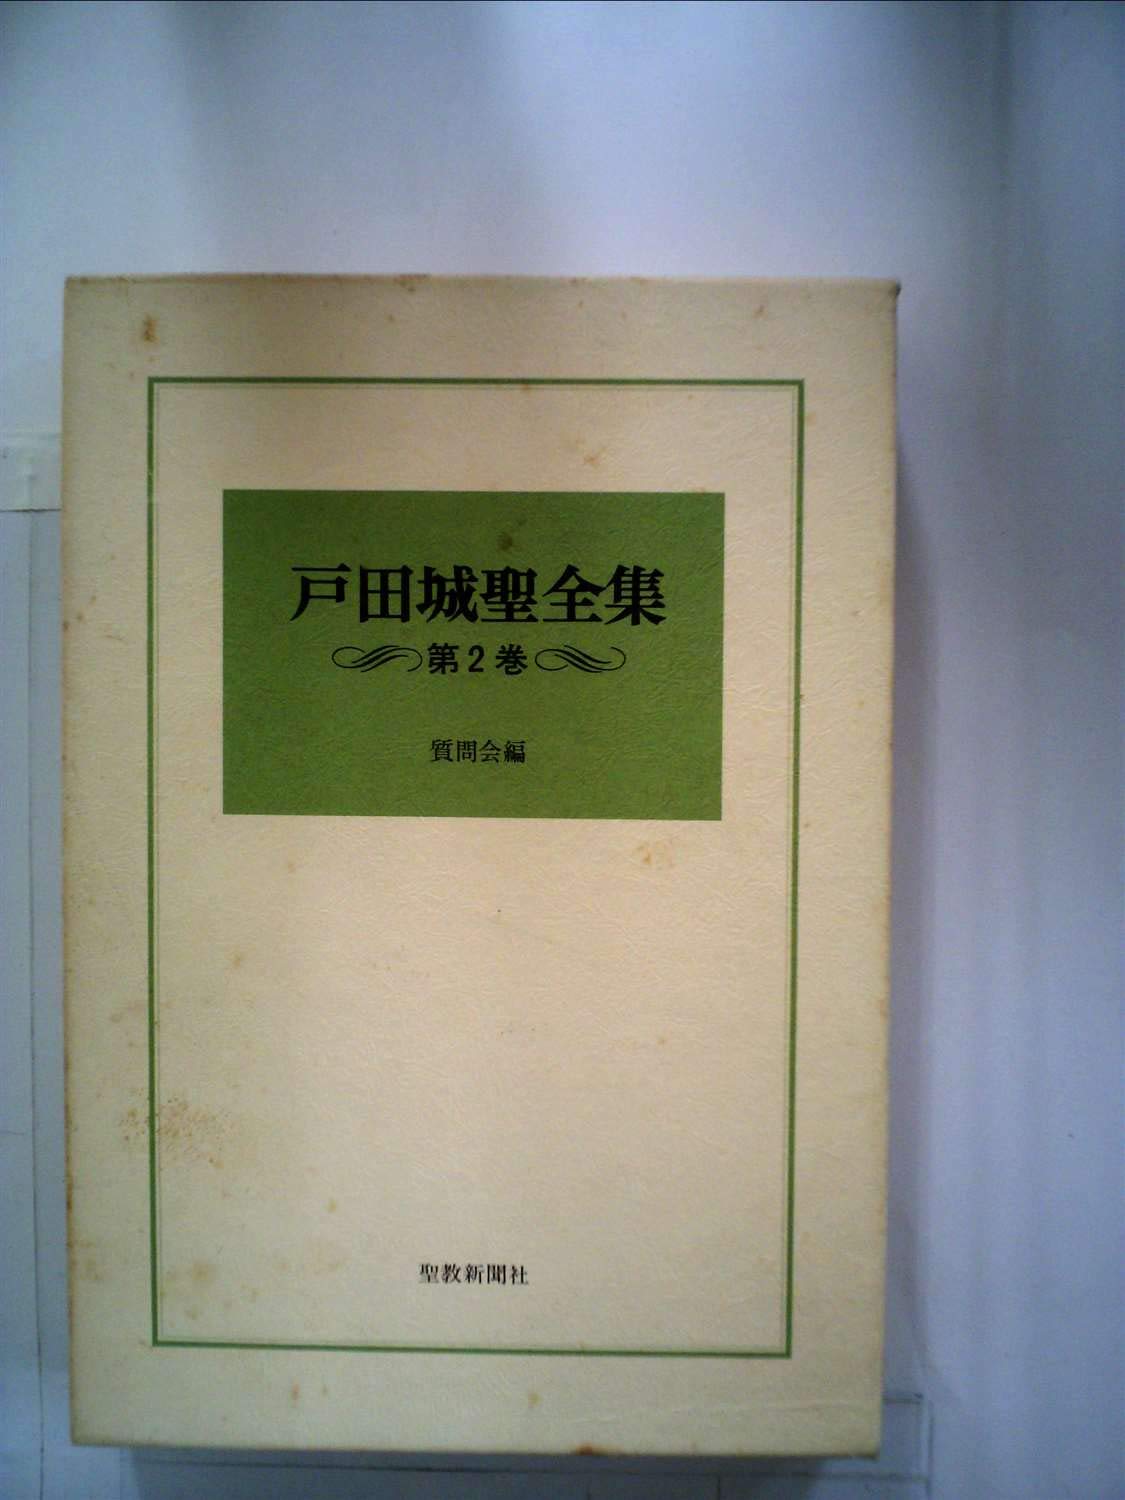 戸田城聖全集
第2巻
質問会編
聖教新聞社